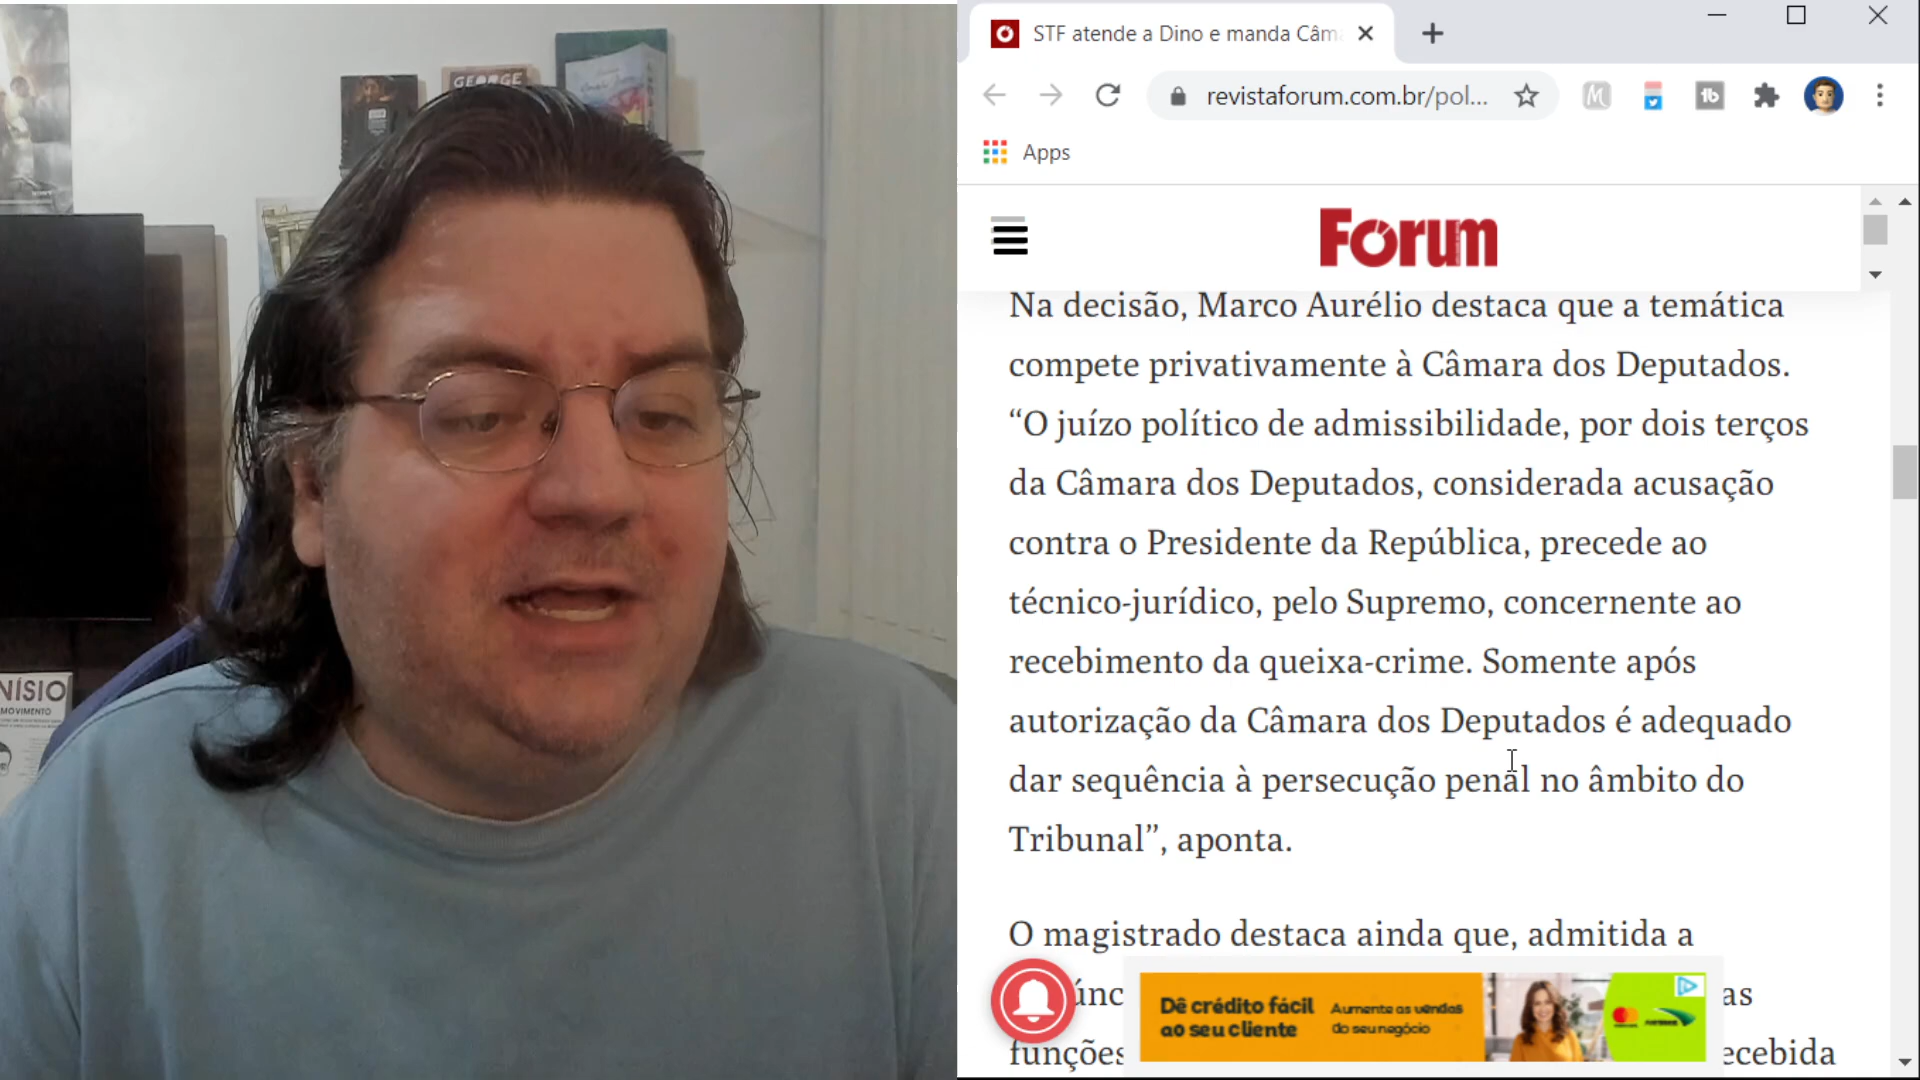 GEORGE
NÍSIO
MOVIMENTO
STF atende a Dino e manda Câm
revistaforum.com.br/pol...
Apps
Forum
Na decisão, Marco Aurélio destaca que a temática
compete privativamente à Câmara dos Deputados.
“O juízo político de admissibilidade, por dois terços
da Câmara dos Deputados, considerada acusação
contra o Presidente da República, precede ao
técnico-jurídico, pelo Supremo, concernente ao
recebimento da queixa-crime. Somente após
autorização da Câmara dos Deputados é adequado
dar sequência à persecução penal no âmbito do
Tribunal”, aponta.
O magistrado destaca ainda que, admitida a
únc as
funções ecebida
Dê crédito fácil
ao seu cliente
Aumente as vendas
do seu negócio